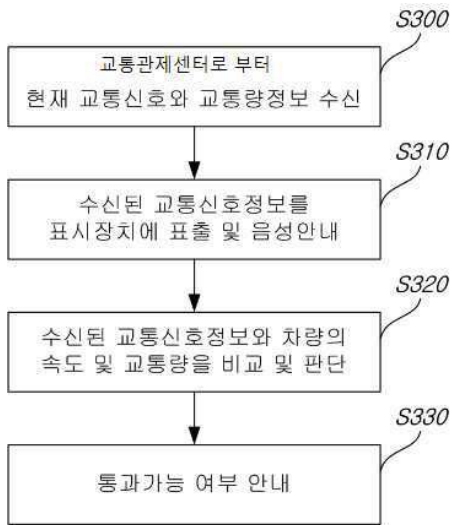 S300
교통관제센터로 부터
현재 교통신호와 교통량정보 수신
S310
수신된 교통신호정보를
표시장치에 표출 및 음성안내
S320
수신된 교통신호정보와 차량의
속도 및 교통량을 비교 및 판단
S330
통과가능 여부 안내